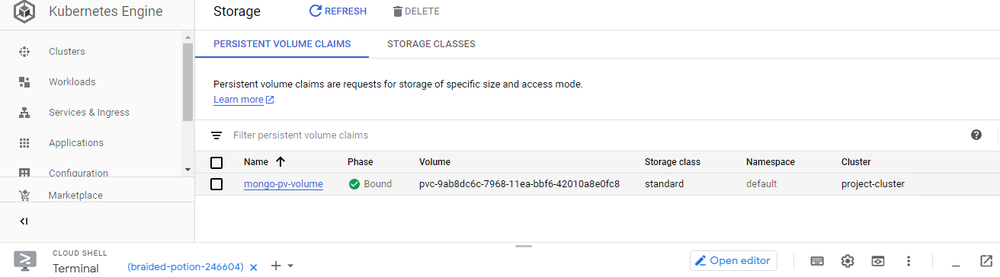 Kubernetes Engine
Storage
REFRESH
DELETE
Clusters
Workloads
Services & Ingress
Applications
Configuration
Marketplace
PERSISTENT VOLUME CLAIMS
STORAGE CLASSES
Persistent volume claims are requests for storage of specific size and access mode.
Learn more
Filter persistent volume claims
Name Phase Volume Storage class Namespace Cluster
mongo-pv-volume Bound pvc-9ab8dc6c-7968-11ea-bbf6-42010a8e0fc8 standard default project-cluster
CLOUD SHELL
Terminal
(braided-potion-246604)
Open editor